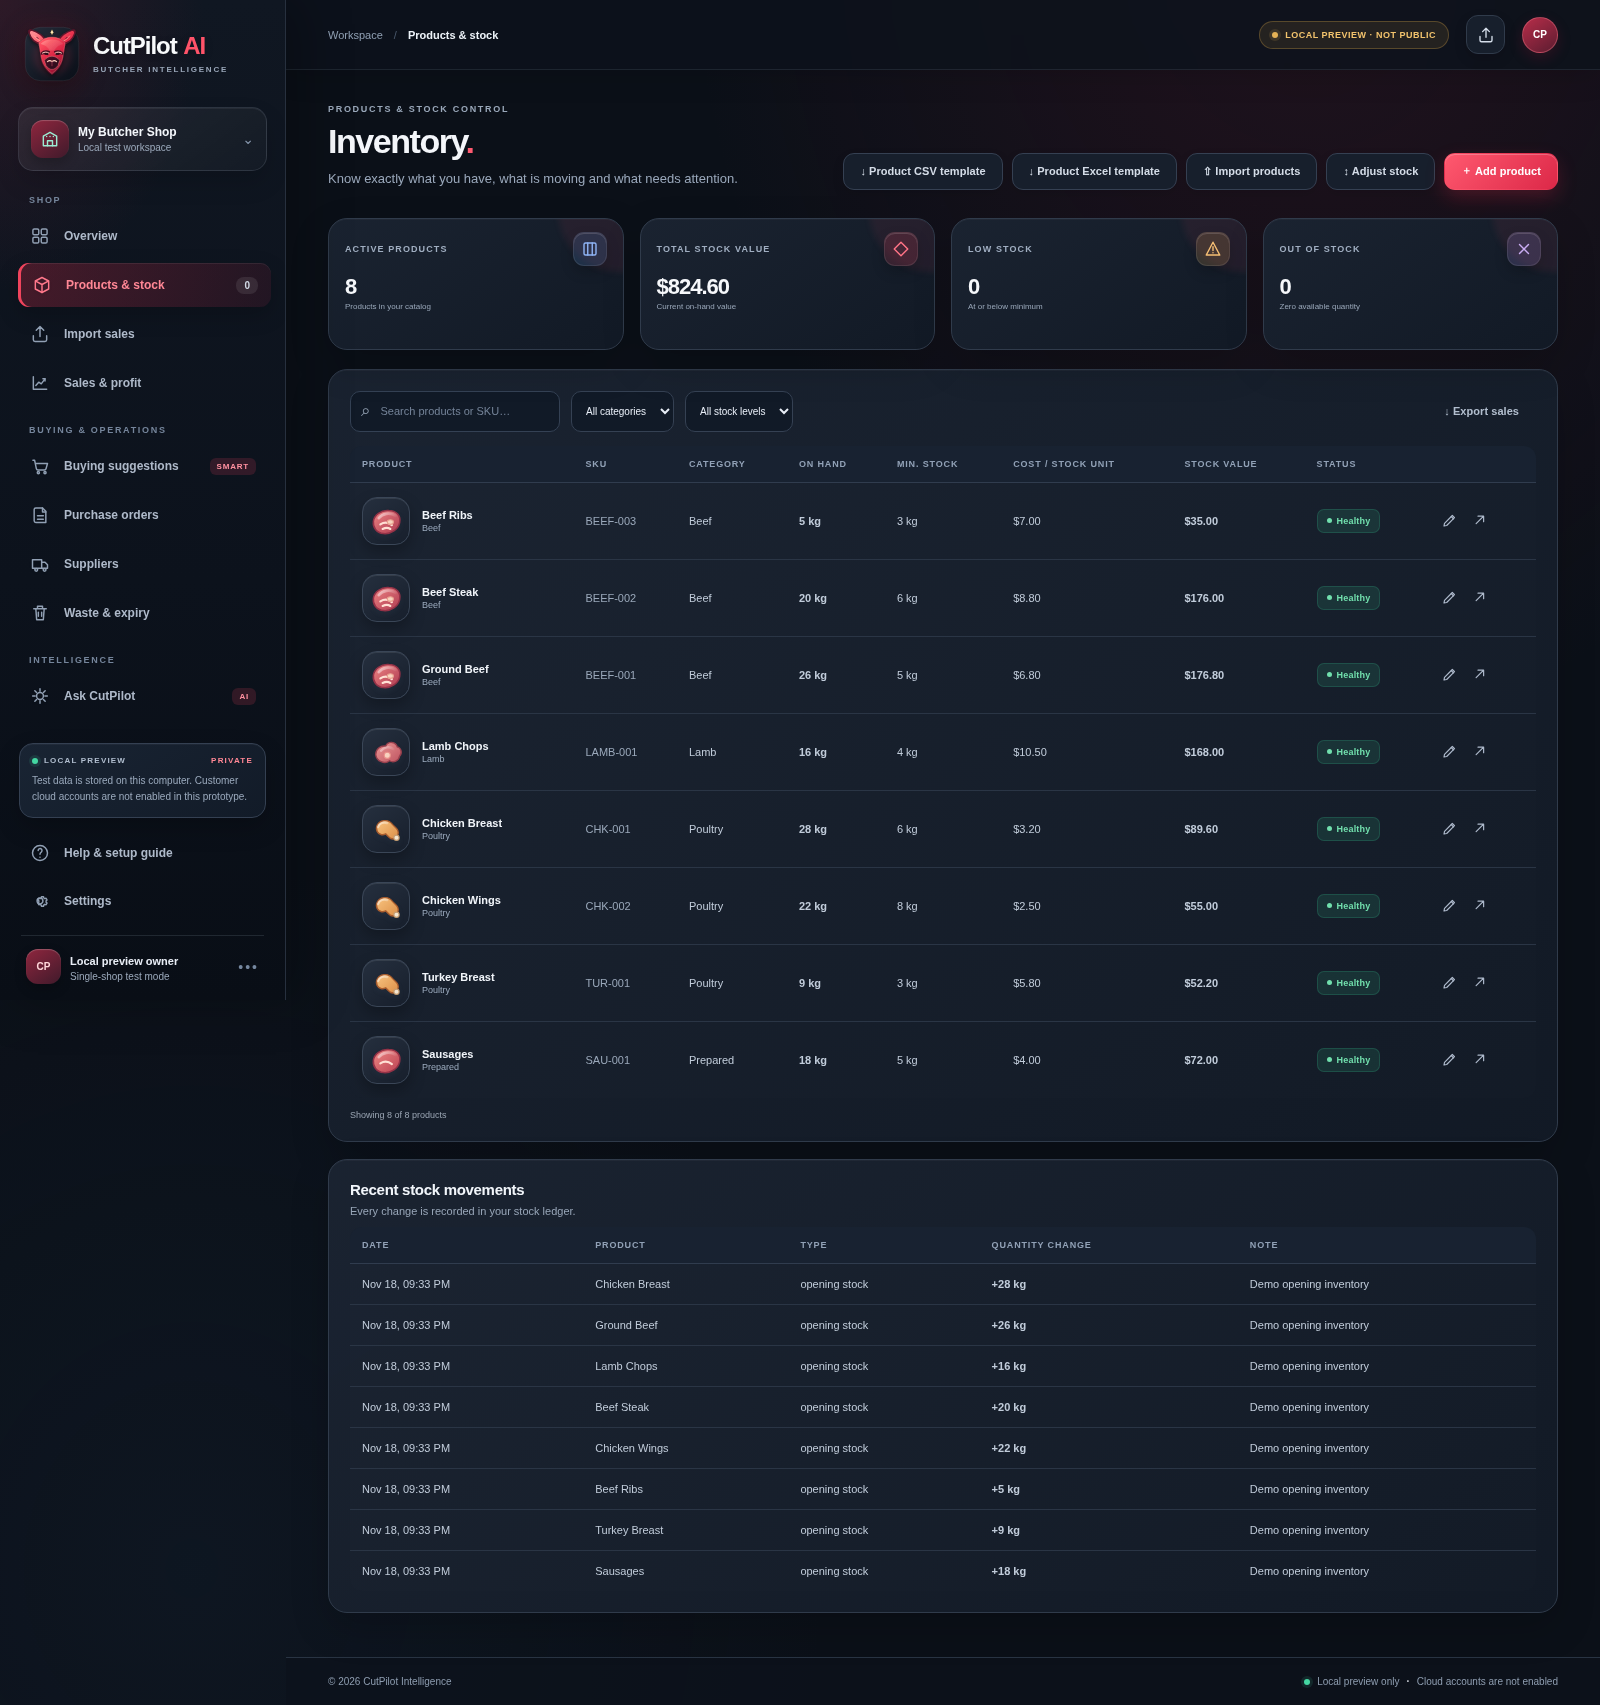 CutPilot AI
BUTCHER INTELLIGENCE
My Butcher Shop
Local test workspace
SHOP
Overview
Products & stock 0
Import sales
Sales & profit
BUYING & OPERATIONS
Buying suggestions SMART
Purchase orders
Suppliers
Waste & expiry
INTELLIGENCE
Ask CutPilot AI
LOCAL PREVIEW PRIVATE
Test data is stored on this computer. Customer
cloud accounts are not enabled in this prototype.
Help & setup guide
Settings
CP Local preview owner
Single-shop test mode
Workspace / Products & stock
LOCAL PREVIEW · NOT PUBLIC
CP
PRODUCTS & STOCK CONTROL
Inventory.
Know exactly what you have, what is moving and what needs attention.
↓ Product CSV template
↓ Product Excel template
⇧ Import products
↕ Adjust stock
+ Add product
ACTIVE PRODUCTS
8
Products in your catalog
TOTAL STOCK VALUE
$824.60
Current on-hand value
LOW STOCK
0
At or below minimum
OUT OF STOCK
0
Zero available quantity
Search products or SKU…
All categories
All stock levels
↓ Export sales
PRODUCT SKU CATEGORY ON HAND MIN. STOCK COST / STOCK UNIT STOCK VALUE STATUS
Beef Ribs
Beef
BEEF-003 Beef 5 kg 3 kg $7.00 $35.00 Healthy
Beef Steak
Beef
BEEF-002 Beef 20 kg 6 kg $8.80 $176.00 Healthy
Ground Beef
Beef
BEEF-001 Beef 26 kg 5 kg $6.80 $176.80 Healthy
Lamb Chops
Lamb
LAMB-001 Lamb 16 kg 4 kg $10.50 $168.00 Healthy
Chicken Breast
Poultry
CHK-001 Poultry 28 kg 6 kg $3.20 $89.60 Healthy
Chicken Wings
Poultry
CHK-002 Poultry 22 kg 8 kg $2.50 $55.00 Healthy
Turkey Breast
Poultry
TUR-001 Poultry 9 kg 3 kg $5.80 $52.20 Healthy
Sausages
Prepared
SAU-001 Prepared 18 kg 5 kg $4.00 $72.00 Healthy
Showing 8 of 8 products
Recent stock movements
Every change is recorded in your stock ledger.
DATE PRODUCT TYPE QUANTITY CHANGE NOTE
Nov 18, 09:33 PM Chicken Breast opening stock +28 kg Demo opening inventory
Nov 18, 09:33 PM Ground Beef opening stock +26 kg Demo opening inventory
Nov 18, 09:33 PM Lamb Chops opening stock +16 kg Demo opening inventory
Nov 18, 09:33 PM Beef Steak opening stock +20 kg Demo opening inventory
Nov 18, 09:33 PM Chicken Wings opening stock +22 kg Demo opening inventory
Nov 18, 09:33 PM Beef Ribs opening stock +5 kg Demo opening inventory
Nov 18, 09:33 PM Turkey Breast opening stock +9 kg Demo opening inventory
Nov 18, 09:33 PM Sausages opening stock +18 kg Demo opening inventory
© 2026 CutPilot Intelligence
Local preview only · Cloud accounts are not enabled